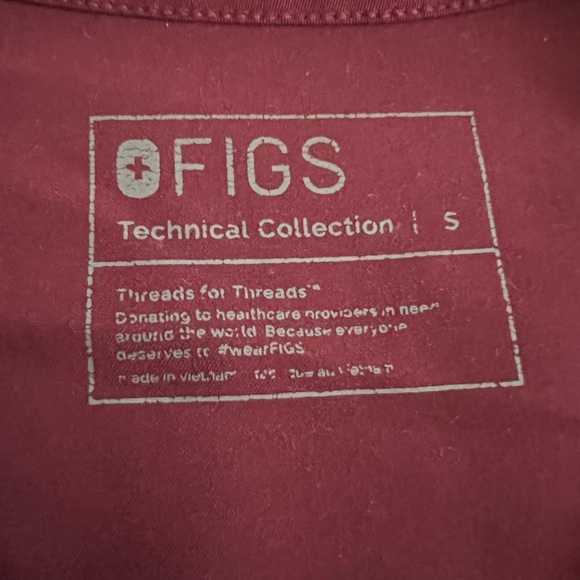 FIGS
Technical Collection | S
Threads for Threads™
Donating to healthcare providers in need
around the world. Because everyone
deserves to #wearFIGS
Made in Vietnam